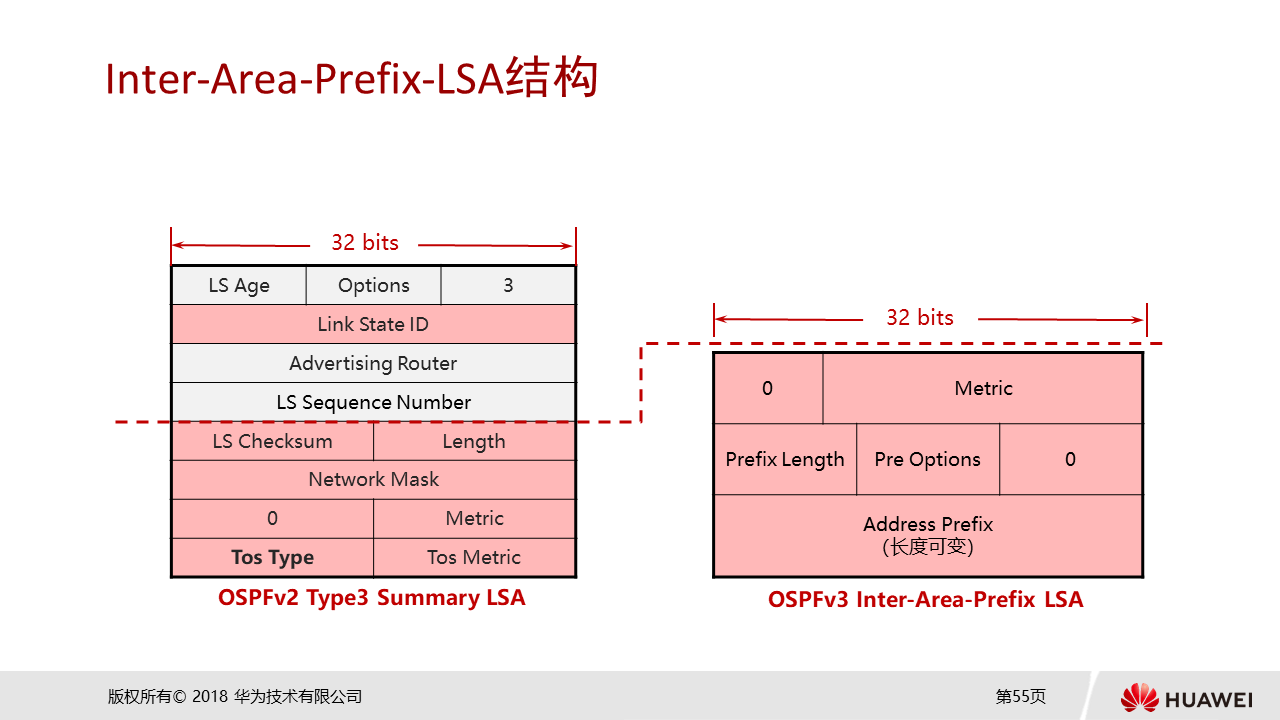 Inter-Area-Prefix-LSA结构
32 bits
LS Age Options 3
Link State ID
Advertising Router
LS Sequence Number
LS Checksum Length
Network Mask
0 Metric
Tos Type Tos Metric
OSPFv2 Type3 Summary LSA
32 bits
0 Metric
Prefix Length Pre Options 0
Address Prefix
(长度可变)
OSPFv3 Inter-Area-Prefix LSA
版权所有© 2018 华为技术有限公司
第55页
HUAWEI